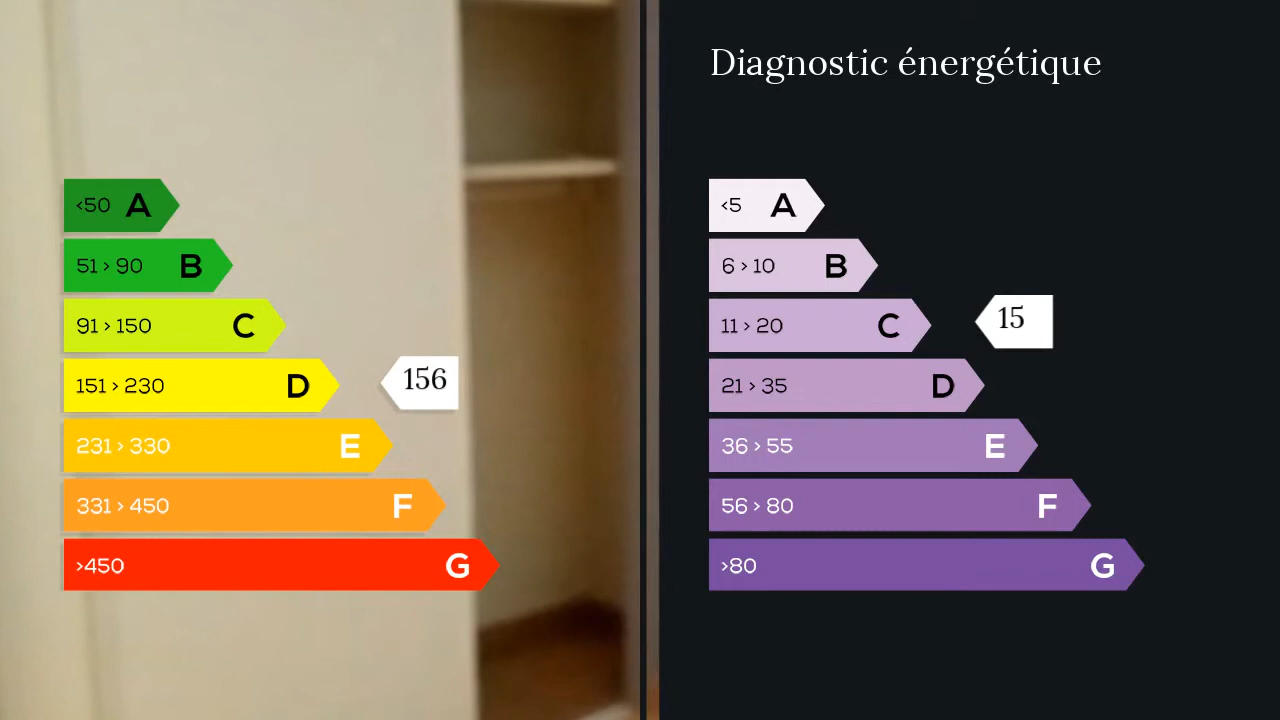 Diagnostic énergétique
<50 A
51 > 90 B
91 > 150 C
151 > 230 D
156
231 > 330 E
331 > 450 F
>450 G
<5 A
6 > 10 B
11 > 20 C
15
21 > 35 D
36 > 55 E
56 > 80 F
>80 G